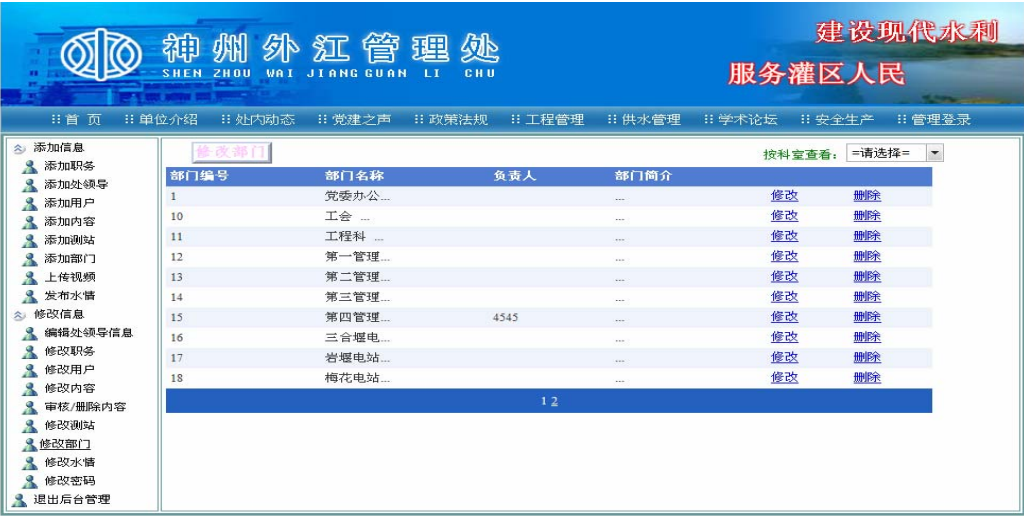 神州外江管理处
SHEN ZHOU WAI JIANG GUAN LI CHU
建设现代水利
服务灌区人民
首页 单位介绍 处内动态 党建之声 政策法规 工程管理 供水管理 学术论坛 安全生产 管理登录
添加信息
添加职务
添加处领导
添加用户
添加内容
添加测站
添加部门
上传视频
发布水情
修改信息
编辑处领导信息
修改职务
修改用户
修改内容
审核/删除内容
修改测站
修改部门
修改水情
修改密码
退出后台管理
修改部门
按科室查看： =请选择=
部门编号 部门名称 负责人 部门简介
1 党委办公... ... 修改 删除
10 工会 ... ... 修改 删除
11 工程科 ... ... 修改 删除
12 第一管理... ... 修改 删除
13 第二管理... ... 修改 删除
14 第三管理... ... 修改 删除
15 第四管理... 4545 ... 修改 删除
16 三合堰电... ... 修改 删除
17 岩堰电站... ... 修改 删除
18 梅花电站... ... 修改 删除
1 2